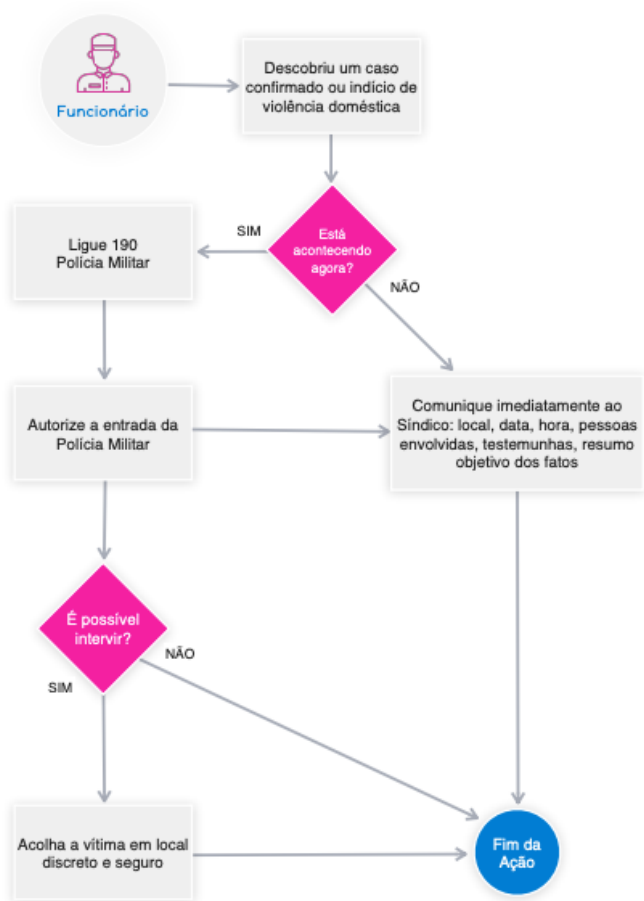 Funcionário
Descobriu um caso
confirmado ou indício de
violência doméstica
Está
acontecendo
agora?
SIM
NÃO
Ligue 190
Polícia Militar
Autorize a entrada da
Polícia Militar
Comunique imediatamente ao
Síndico: local, data, hora, pessoas
envolvidas, testemunhas, resumo
objetivo dos fatos
É possível
intervir?
NÃO
SIM
Acolha a vítima em local
discreto e seguro
Fim da
Ação